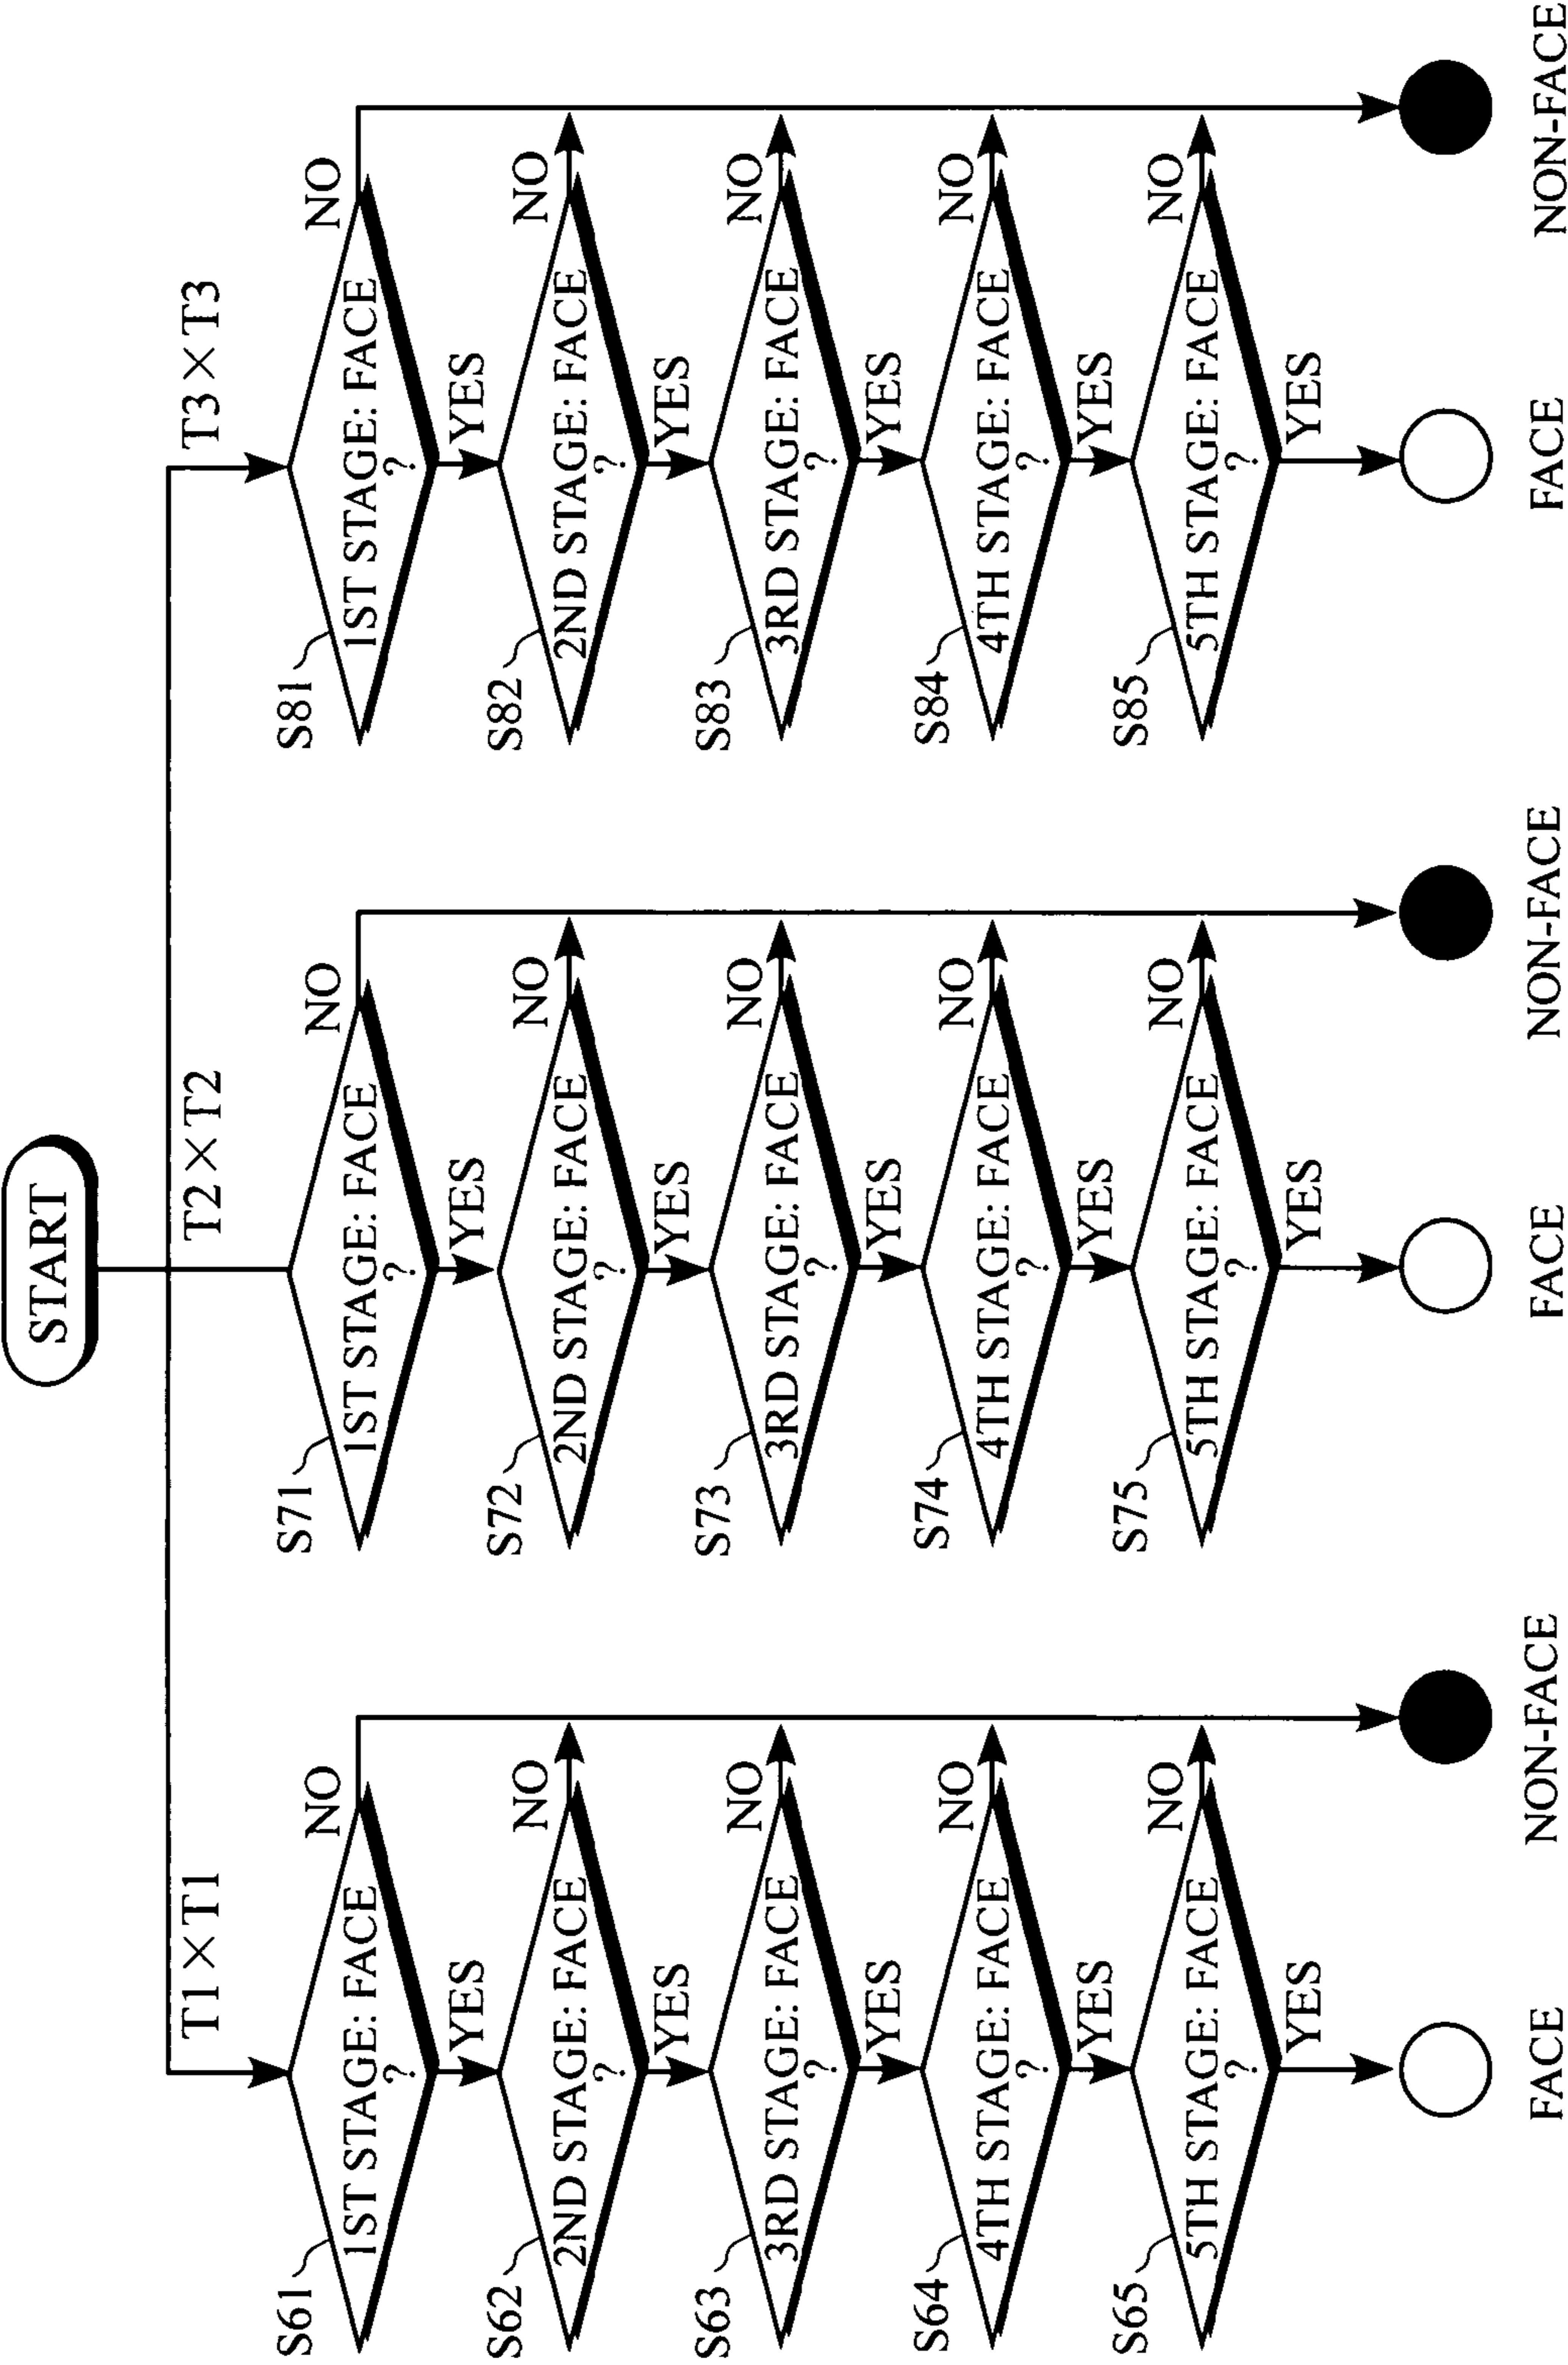 START
T1×T1
T2×T2
T3×T3
S61
1ST STAGE: FACE
?
NO
YES
S62
2ND STAGE: FACE
?
NO
YES
S63
3RD STAGE: FACE
?
NO
YES
S64
4TH STAGE: FACE
?
NO
YES
S65
5TH STAGE: FACE
?
NO
YES
FACE
NON-FACE
S71
1ST STAGE: FACE
?
NO
YES
S72
2ND STAGE: FACE
?
NO
YES
S73
3RD STAGE: FACE
?
NO
YES
S74
4TH STAGE: FACE
?
NO
YES
S75
5TH STAGE: FACE
?
NO
YES
FACE
NON-FACE
S81
1ST STAGE: FACE
?
NO
YES
S82
2ND STAGE: FACE
?
NO
YES
S83
3RD STAGE: FACE
?
NO
YES
S84
4TH STAGE: FACE
?
NO
YES
S85
5TH STAGE: FACE
?
NO
YES
FACE
NON-FACE